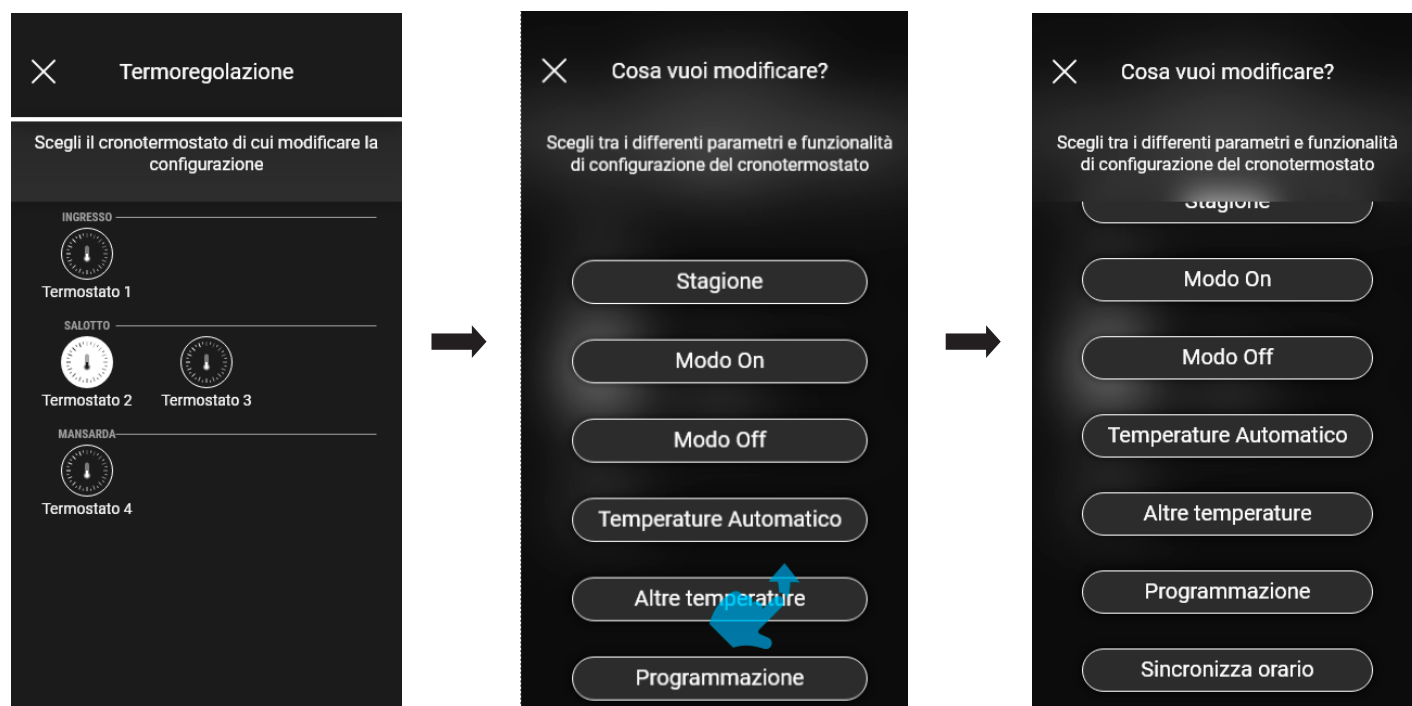 Termoregolazione
Scegli il cronotermostato di cui modificare la
configurazione
INGRESSO
Termostato 1
SALOTTO
Termostato 2 Termostato 3
MANSARDA
Termostato 4
Cosa vuoi modificare?
Scegli tra i differenti parametri e funzionalità
di configurazione del cronotermostato
Stagione
Modo On
Modo Off
Temperature Automatico
Altre temperature
Programmazione
Cosa vuoi modificare?
Scegli tra i differenti parametri e funzionalità
di configurazione del cronotermostato
Stagione
Modo On
Modo Off
Temperature Automatico
Altre temperature
Programmazione
Sincronizza orario